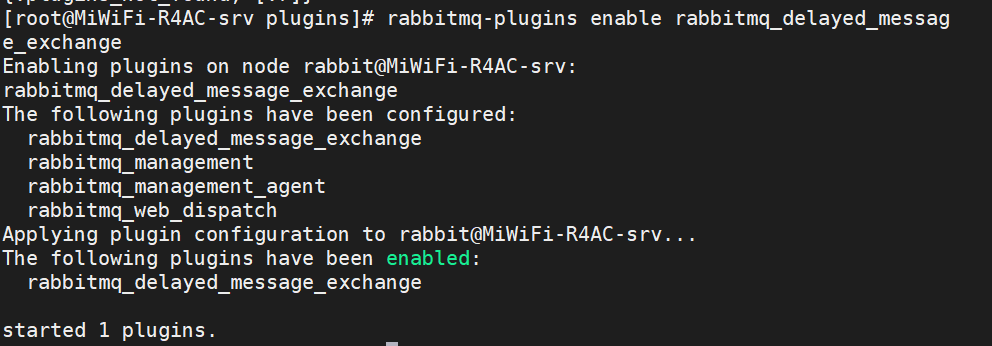 [root@MiWiFi-R4AC-srv plugins]# rabbitmq-plugins enable rabbitmq_delayed_messag
e_exchange
Enabling plugins on node rabbit@MiWiFi-R4AC-srv:
rabbitmq_delayed_message_exchange
The following plugins have been configured:
  rabbitmq_delayed_message_exchange
  rabbitmq_management
  rabbitmq_management_agent
  rabbitmq_web_dispatch
Applying plugin configuration to rabbit@MiWiFi-R4AC-srv...
The following plugins have been enabled:
  rabbitmq_delayed_message_exchange

started 1 plugins.